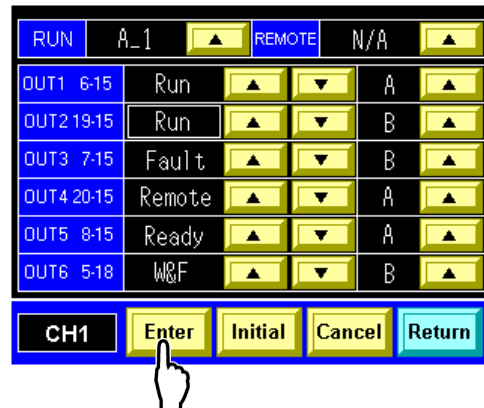 RUN A_1 ▲ REMOTE N/A ▲
OUT1 6-15 Run ▲ ▼ A ▲
OUT2 19-15 Run ▲ ▼ B ▲
OUT3 7-15 Fault ▲ ▼ B ▲
OUT4 20-15 Remote ▲ ▼ A ▲
OUT5 8-15 Ready ▲ ▼ A ▲
OUT6 5-18 W&F ▲ ▼ B ▲
CH1 Enter Initial Cancel Return